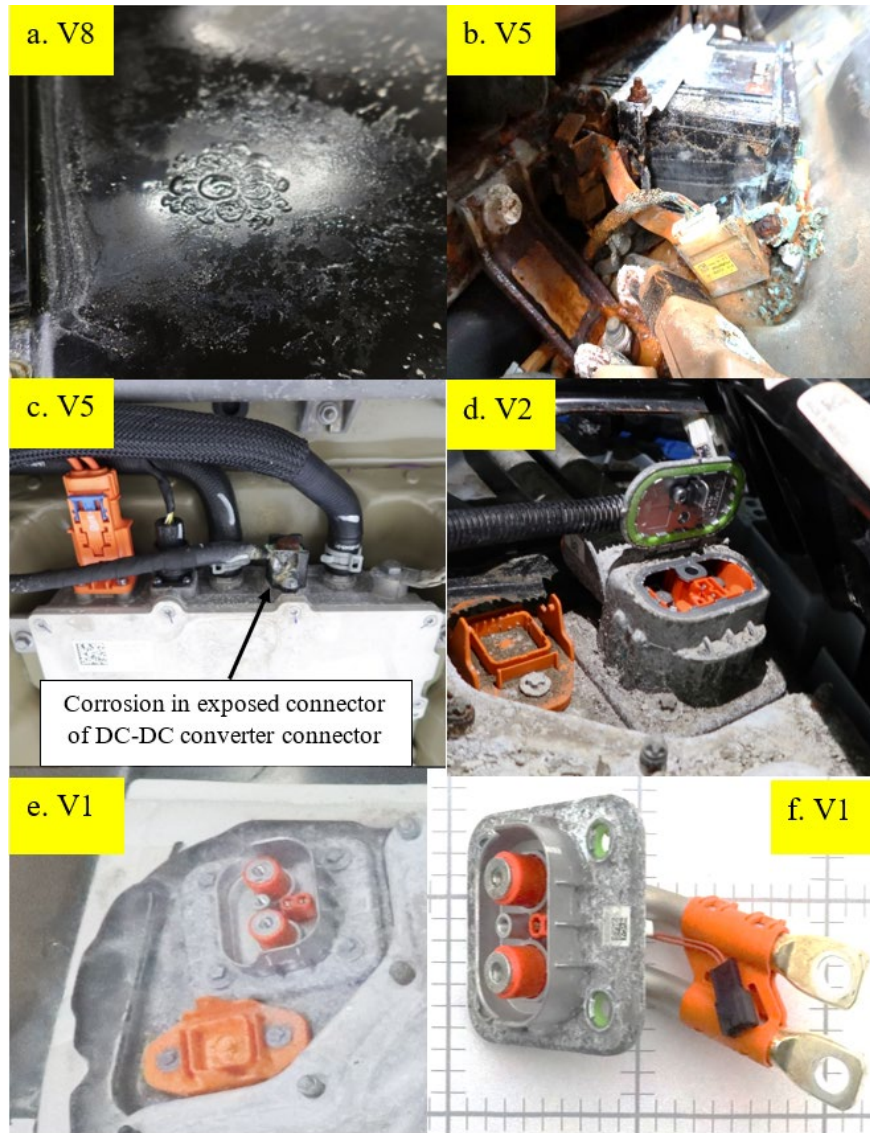 a. V8
b. V5
c. V5
d. V2
Corrosion in exposed connector
of DC-DC converter connector
e. V1
f. V1